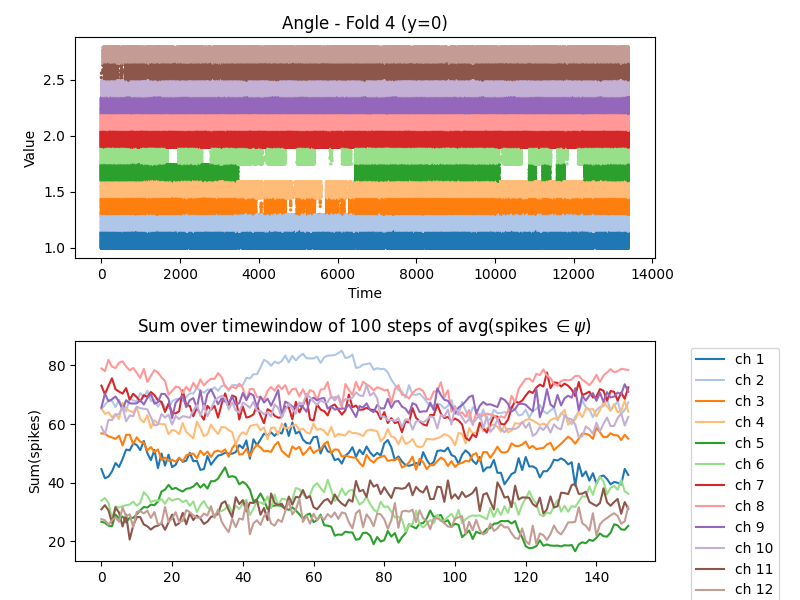 Angle - Fold 4 (y=0)
Value
2.5
2.0
1.5
1.0
0 2000 4000 6000 8000 10000 12000 14000
Time
Sum over timewindow of 100 steps of avg(spikes ∈ ψ)
Sum(spikes)
80
60
40
20
0 20 40 60 80 100 120 140
ch 1
ch 2
ch 3
ch 4
ch 5
ch 6
ch 7
ch 8
ch 9
ch 10
ch 11
ch 12